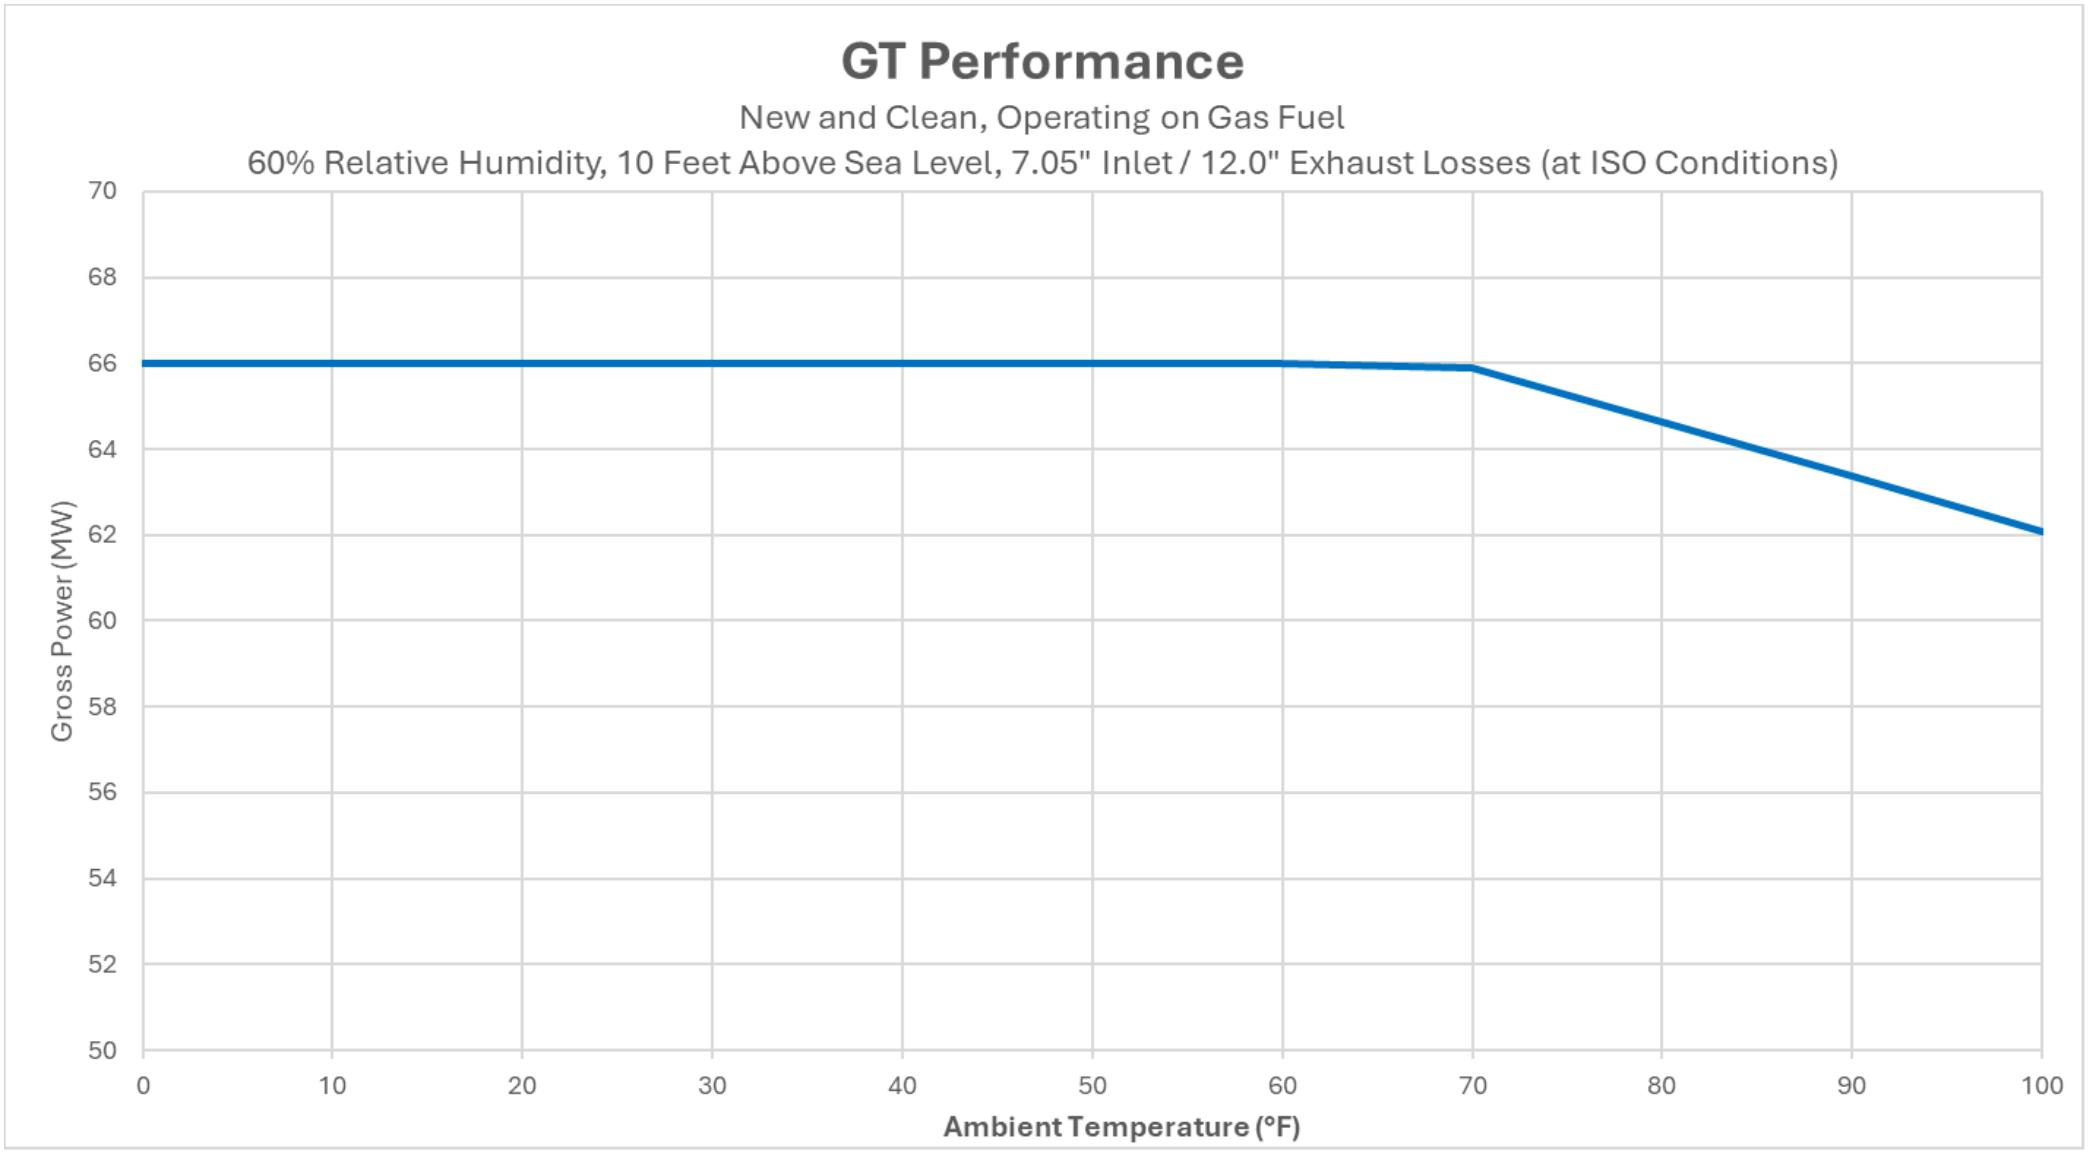 GT Performance
New and Clean, Operating on Gas Fuel
60% Relative Humidity, 10 Feet Above Sea Level, 7.05" Inlet / 12.0" Exhaust Losses (at ISO Conditions)
70
68
66
64
62
60
58
56
54
52
50
Gross Power (MW)
0 10 20 30 40 50 60 70 80 90 100
Ambient Temperature (°F)